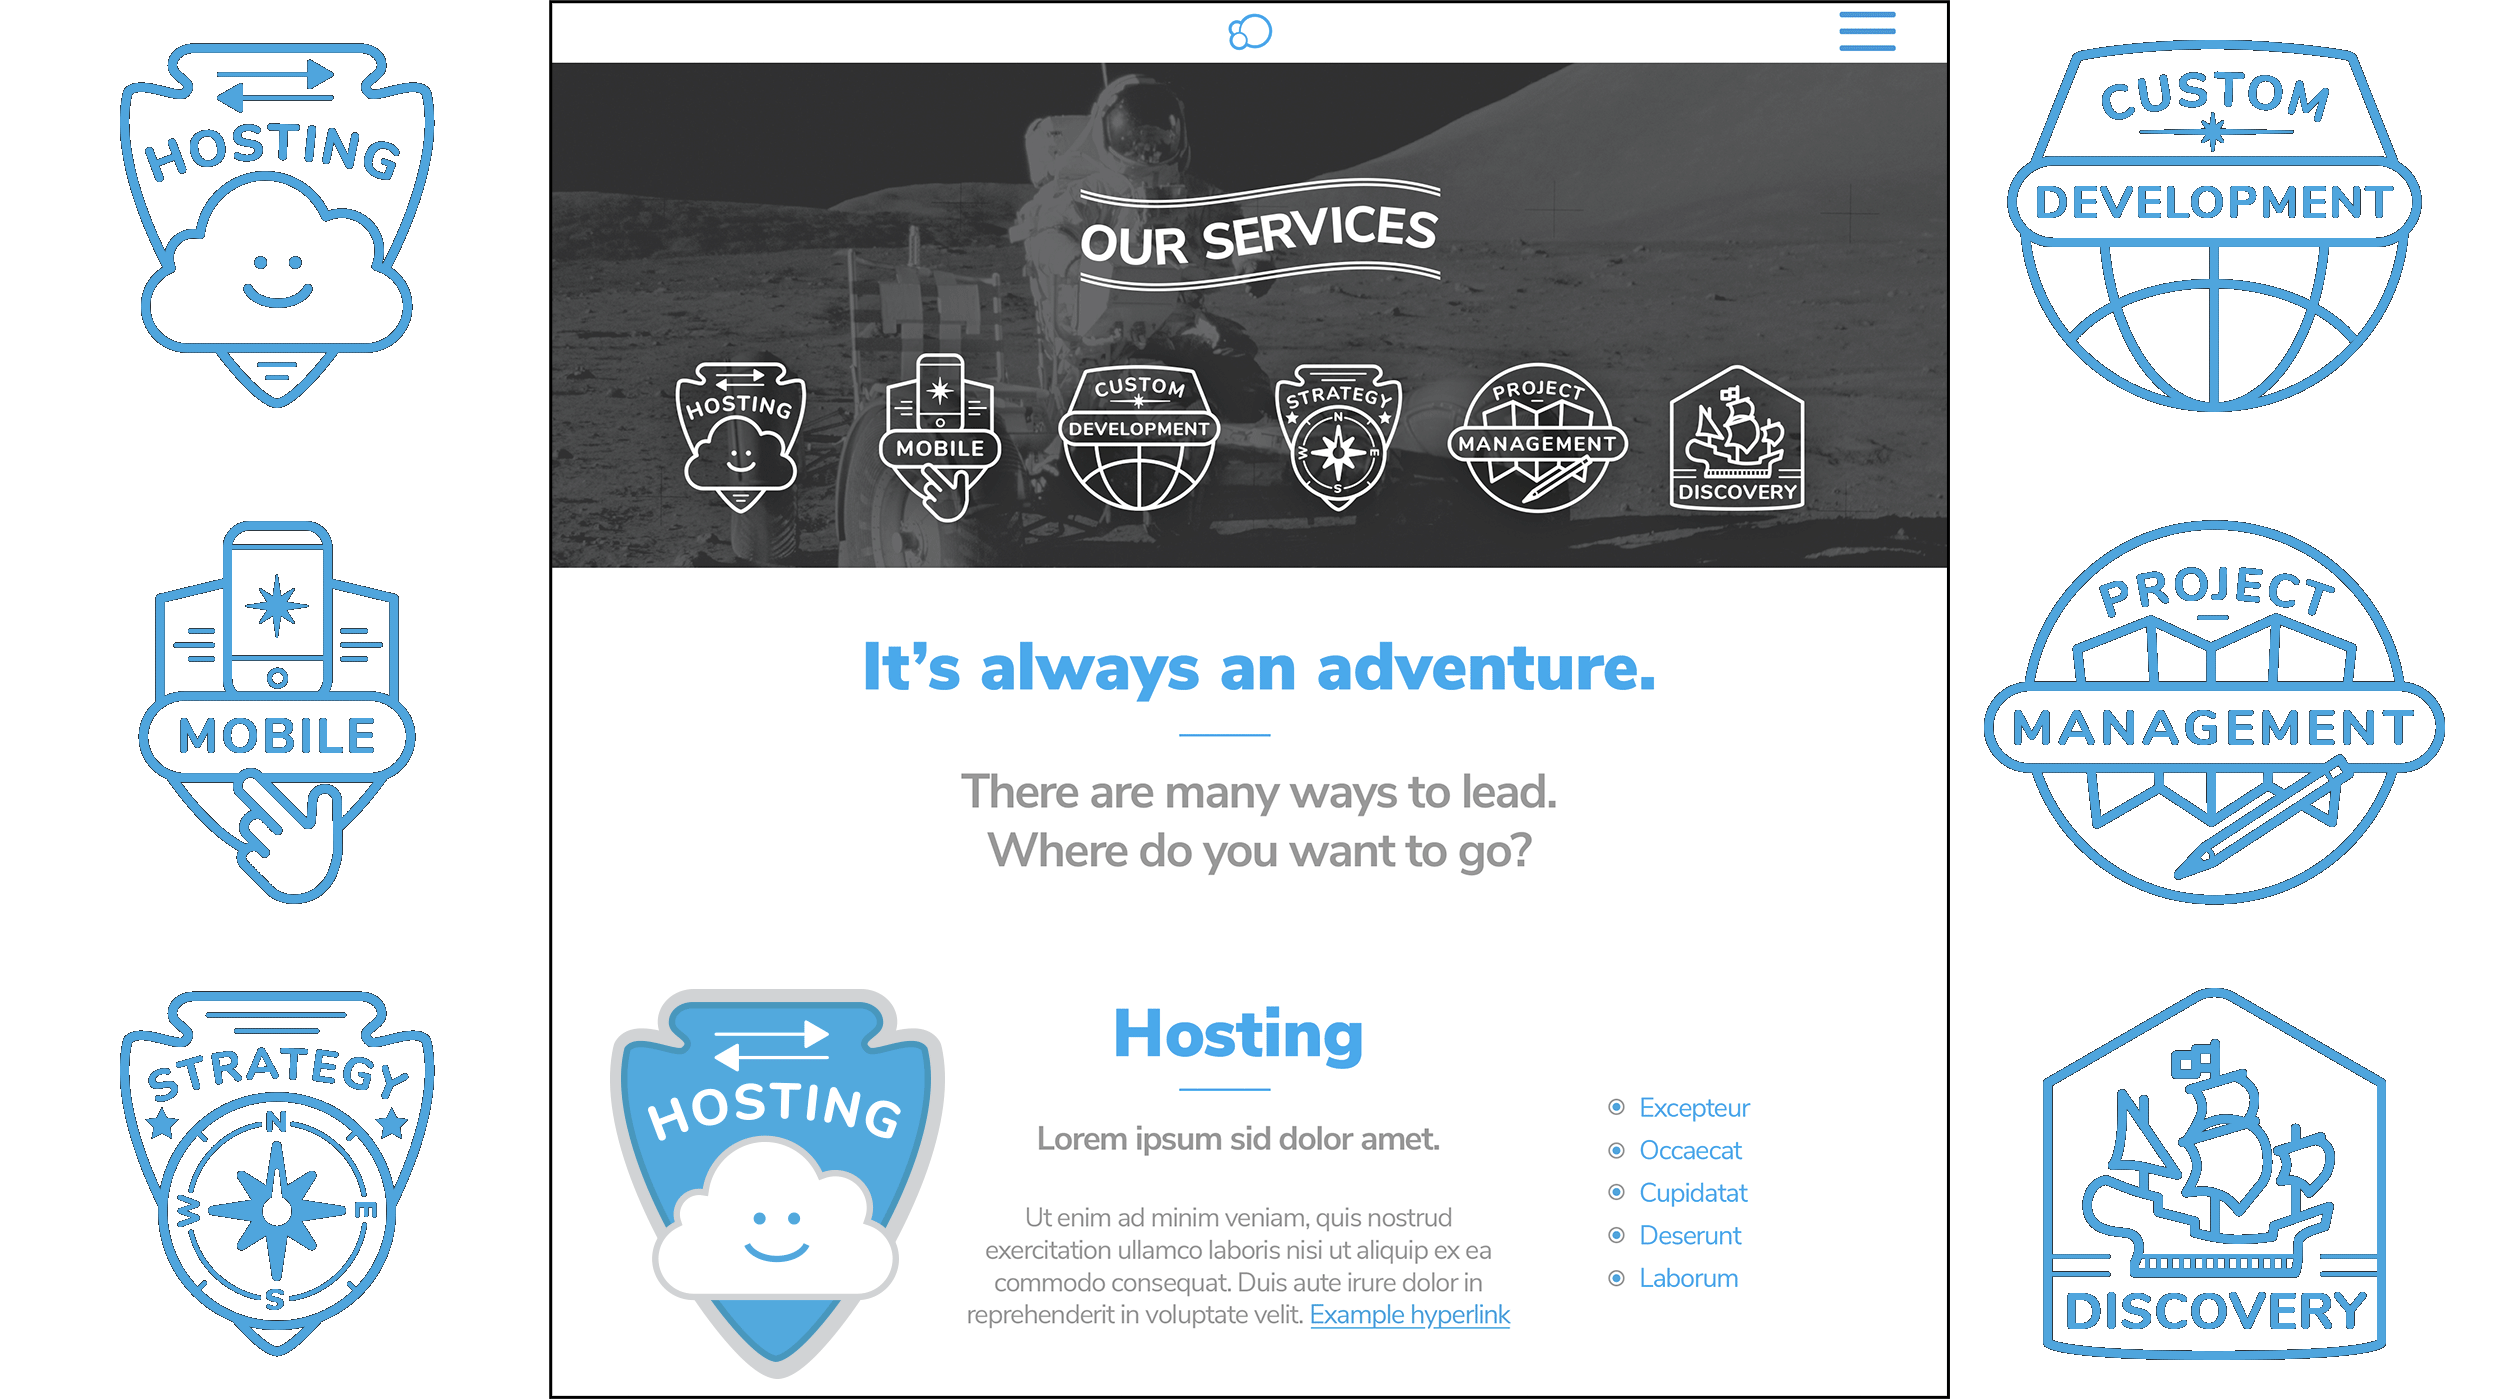 HOSTING
MOBILE
STRATEGY
N
W E
S
OUR SERVICES
HOSTING
MOBILE
CUSTOM
DEVELOPMENT
STRATEGY
N
W E
S
PROJECT
MANAGEMENT
DISCOVERY
It’s always an adventure.
There are many ways to lead.
Where do you want to go?
HOSTING
Hosting
Lorem ipsum sid dolor amet.
Ut enim ad minim veniam, quis nostrud
exercitation ullamco laboris nisi ut aliquip ex ea
commodo consequat. Duis aute irure dolor in
reprehenderit in voluptate velit. Example hyperlink
Excepteur
Occaecat
Cupidatat
Deserunt
Laborum
CUSTOM
DEVELOPMENT
PROJECT
MANAGEMENT
DISCOVERY